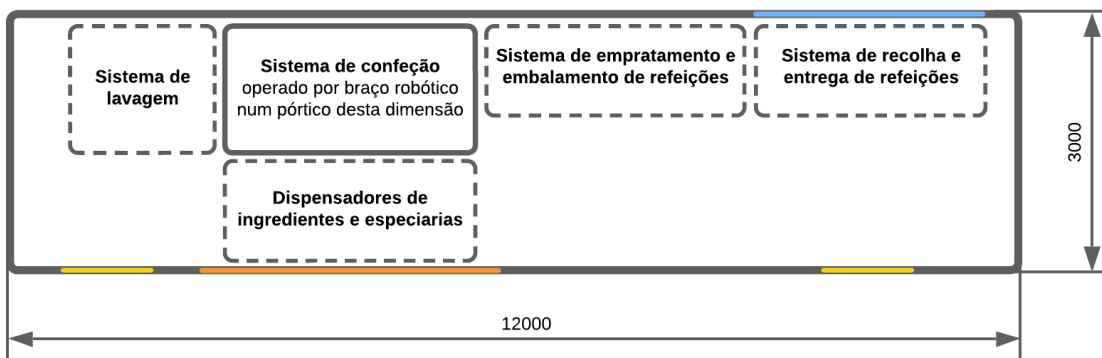 Sistema de
lavagem
Sistema de confeção
operado por braço robótico
num pórtico desta dimensão
Sistema de empratamento e
embalamento de refeições
Sistema de recolha e
entrega de refeições
Dispensadores de
ingredientes e especiarias
3000
12000